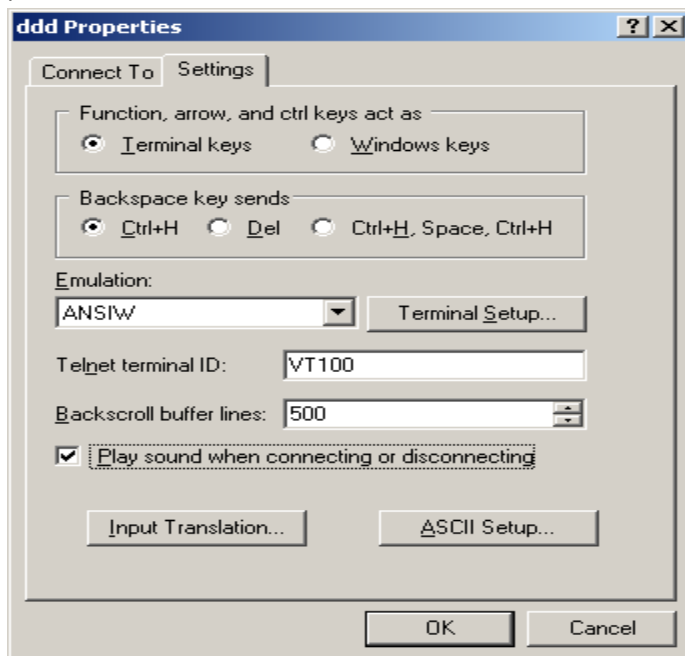 ddd Properties
Connect To Settings
Function, arrow, and ctrl keys act as
Terminal keys Windows keys
Backspace key sends
Ctrl+H Del Ctrl+H, Space, Ctrl+H
Emulation:
ANSIW Terminal Setup...
Telnet terminal ID: VT100
Backscroll buffer lines: 500
Play sound when connecting or disconnecting
Input Translation... ASCII Setup...
OK Cancel